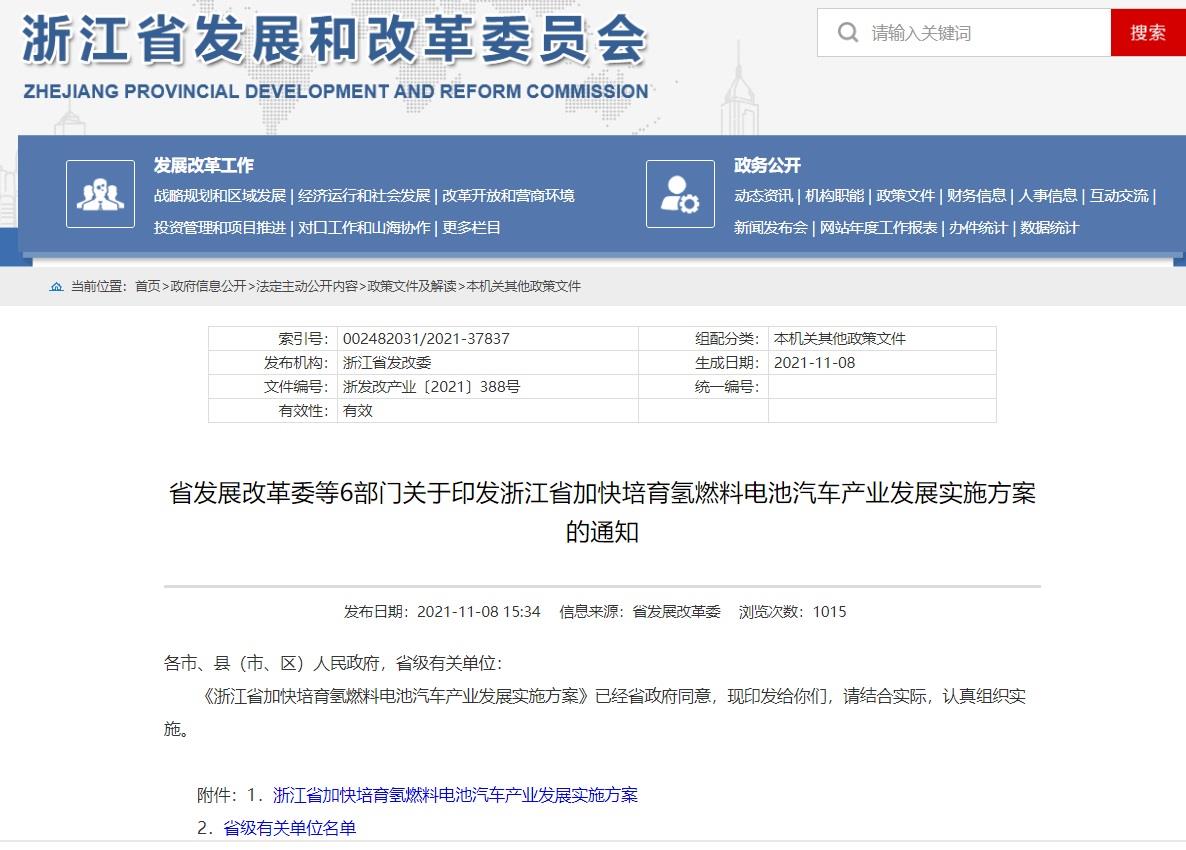 浙江省发展和改革委员会
ZHEJIANG PROVINCIAL DEVELOPMENT AND REFORM COMMISSION
请输入关键词
搜索
发展改革工作
战略规划和区域发展 | 经济运行和社会发展 | 改革开放和营商环境
投资管理和项目推进 | 对口工作和山海协作 | 更多栏目
政务公开
动态资讯 | 机构职能 | 政策文件 | 财务信息 | 人事信息 | 互动交流 |
新闻发布会 | 网站年度工作报表 | 办件统计 | 数据统计
当前位置：首页>政府信息公开>法定主动公开内容>政策文件及解读>本机关其他政策文件
索引号： 002482031/2021-37837 组配分类： 本机关其他政策文件
发布机构： 浙江省发改委 生成日期： 2021-11-08
文件编号： 浙发改产业〔2021〕388号 统一编号：
有效性： 有效
省发展改革委等6部门关于印发浙江省加快培育氢燃料电池汽车产业发展实施方案
的通知
发布日期：2021-11-08 15:34 信息来源：省发展改革委 浏览次数：1015
各市、县（市、区）人民政府，省级有关单位：
《浙江省加快培育氢燃料电池汽车产业发展实施方案》已经省政府同意，现印发给你们，请结合实际，认真组织实
施。
附件：1．浙江省加快培育氢燃料电池汽车产业发展实施方案
2．省级有关单位名单